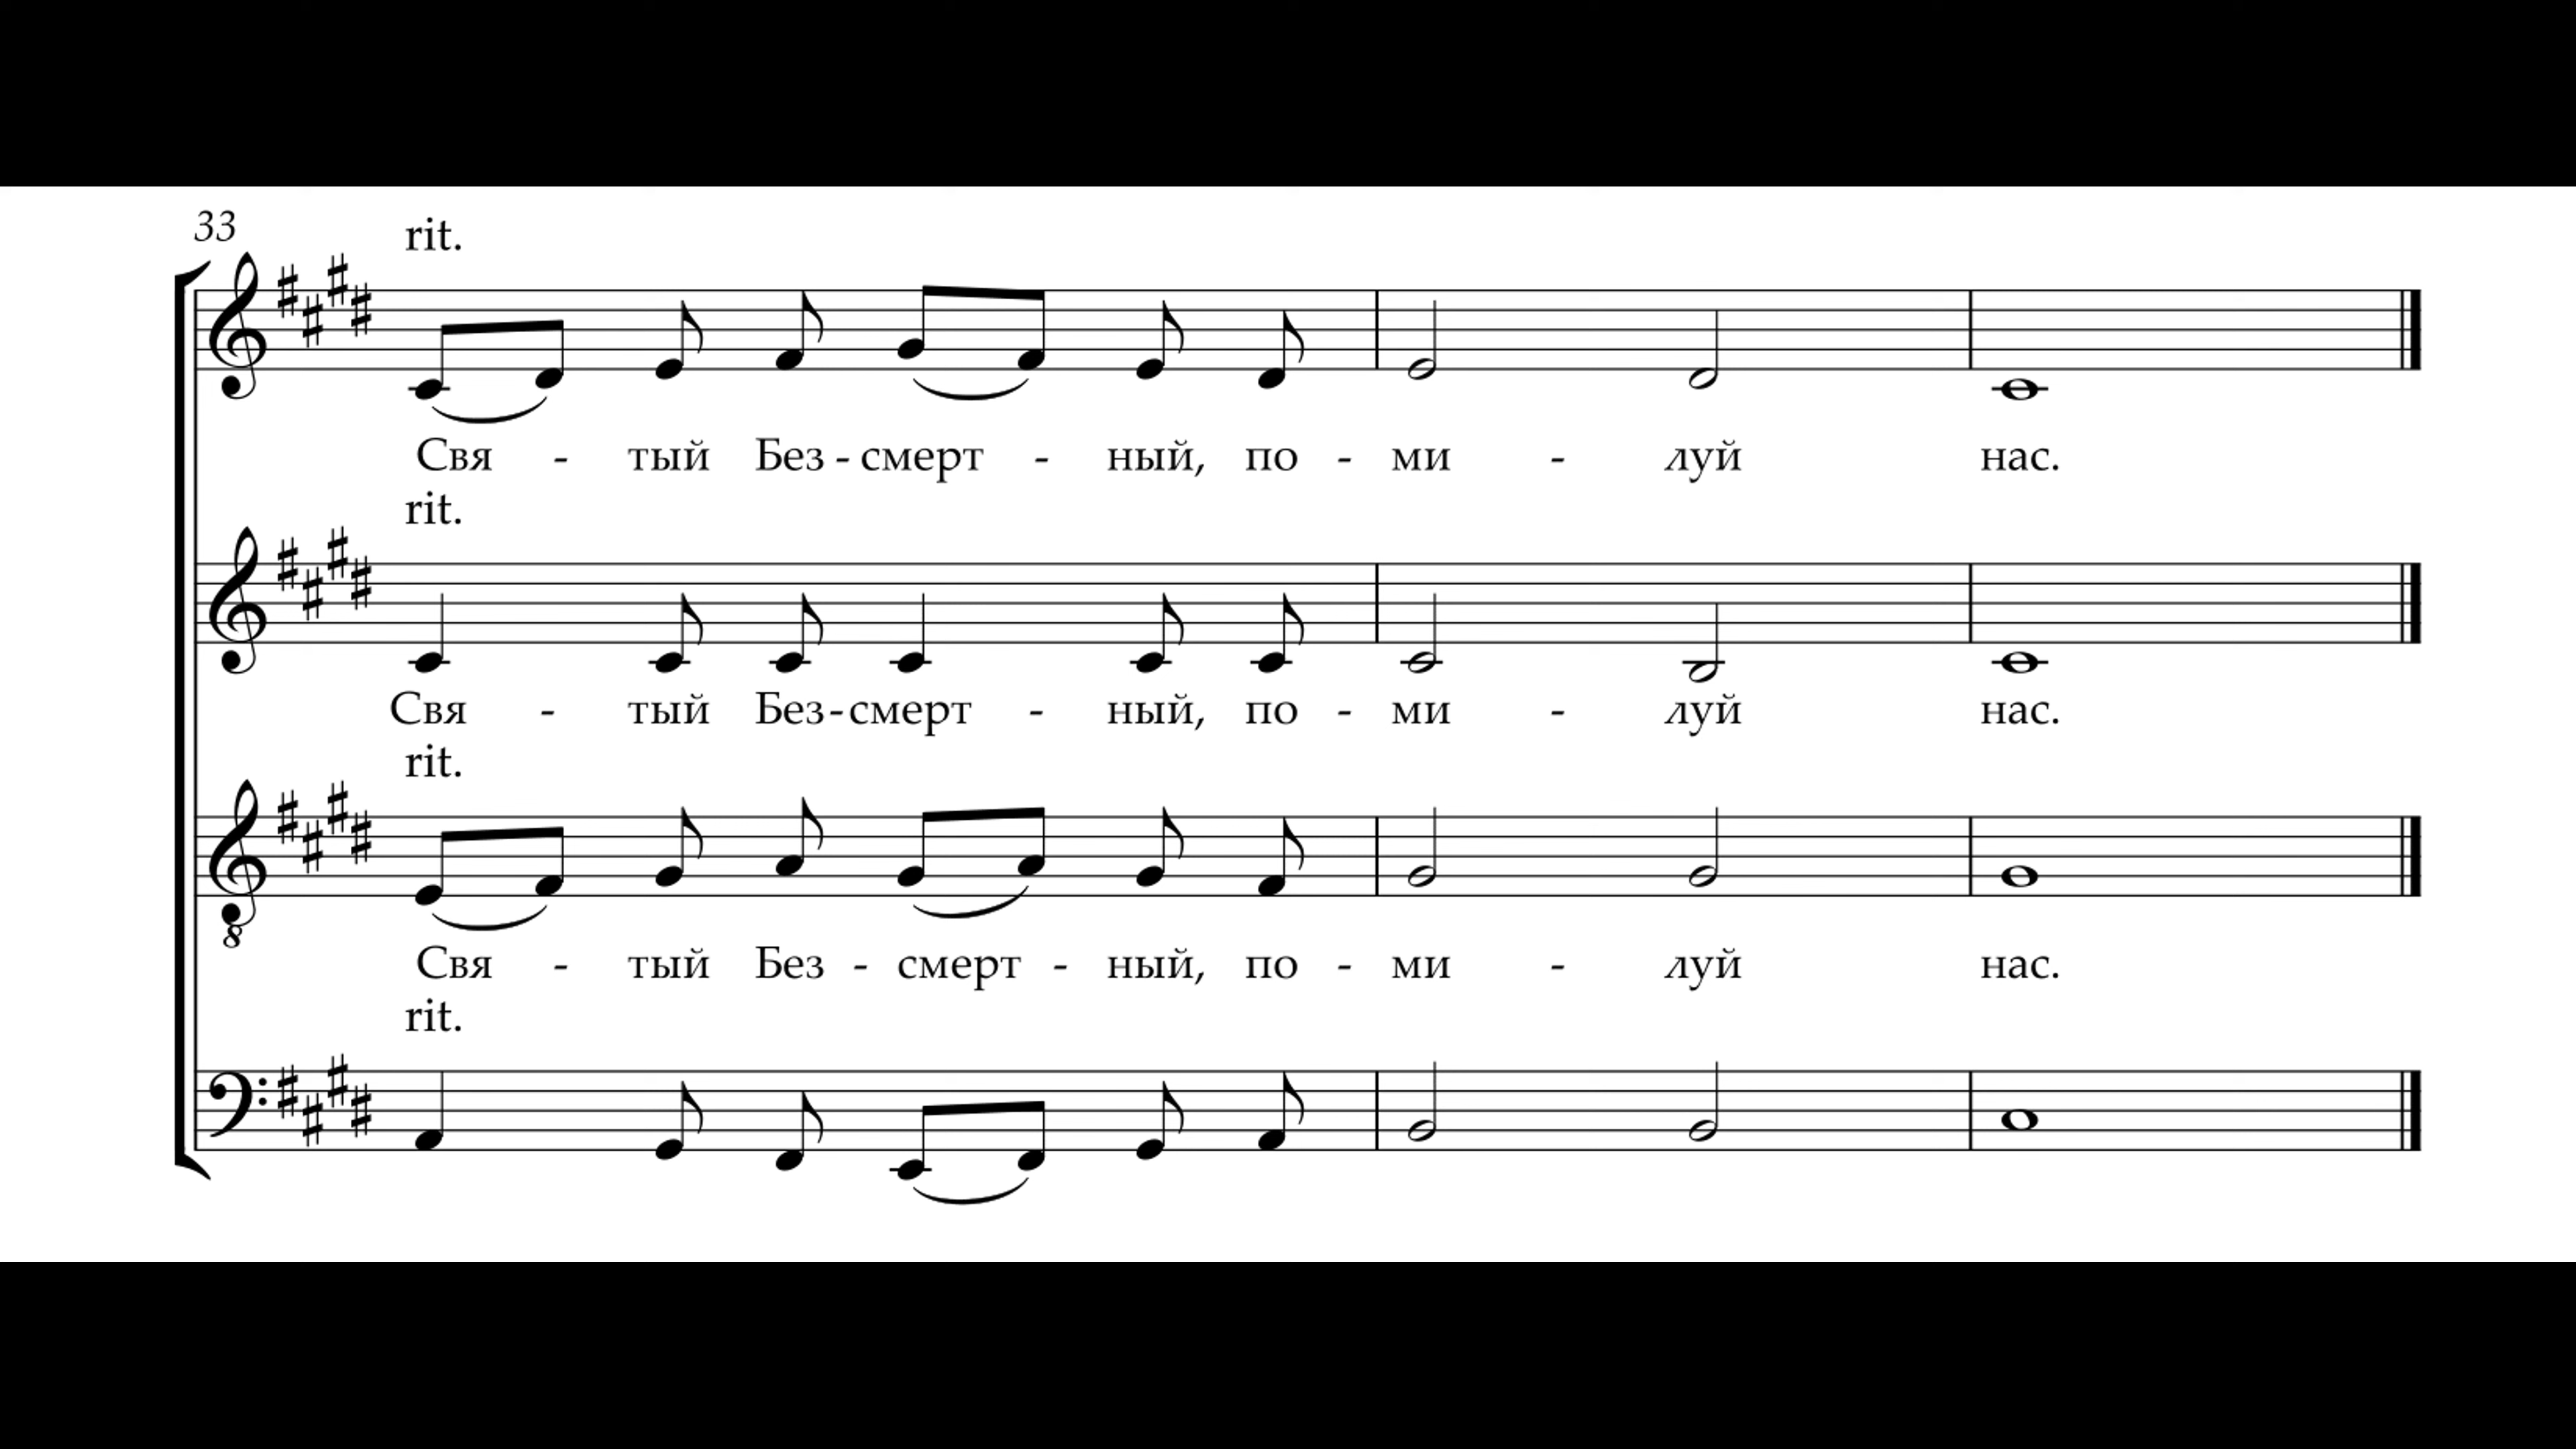 33
rit.
Свя - тый Без - смерт - ный, по - ми - луй нас.
rit.
Свя - тый Без - смерт - ный, по - ми - луй нас.
rit.
8
Свя - тый Без - смерт - ный, по - ми - луй нас.
rit.